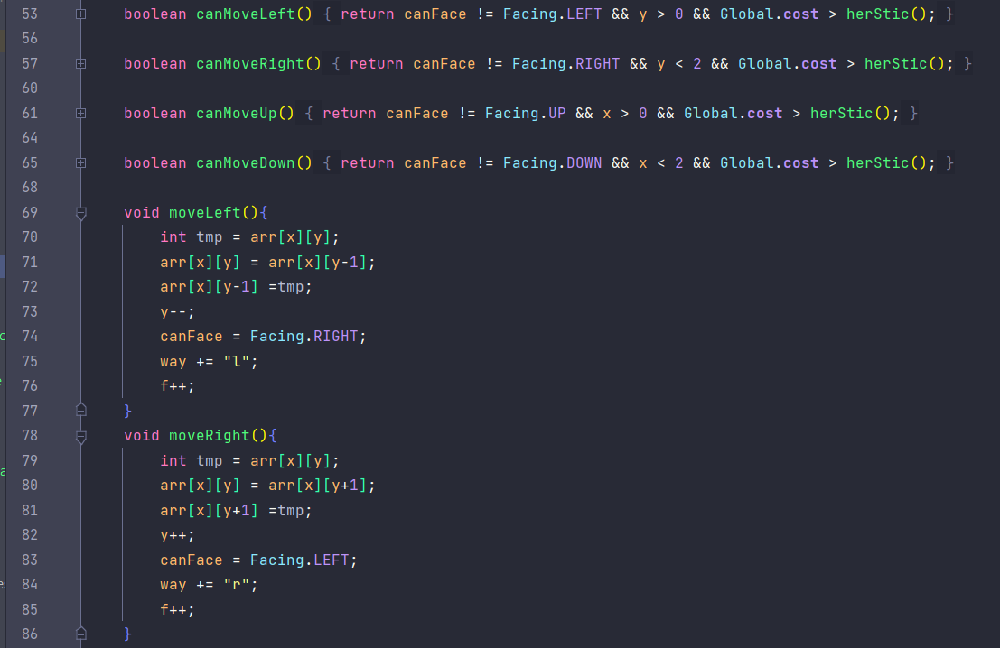 53 boolean canMoveLeft() { return canFace != Facing.LEFT && y > 0 && Global.cost > herStic(); }
56
57 boolean canMoveRight() { return canFace != Facing.RIGHT && y < 2 && Global.cost > herStic(); }
60
61 boolean canMoveUp() { return canFace != Facing.UP && x > 0 && Global.cost > herStic(); }
64
65 boolean canMoveDown() { return canFace != Facing.DOWN && x < 2 && Global.cost > herStic(); }
68
69 void moveLeft(){
70 int tmp = arr[x][y];
71 arr[x][y] = arr[x][y-1];
72 arr[x][y-1] =tmp;
73 y--;
74 canFace = Facing.RIGHT;
75 way += "l";
76 f++;
77 }
78 void moveRight(){
79 int tmp = arr[x][y];
80 arr[x][y] = arr[x][y+1];
81 arr[x][y+1] =tmp;
82 y++;
83 canFace = Facing.LEFT;
84 way += "r";
85 f++;
86 }